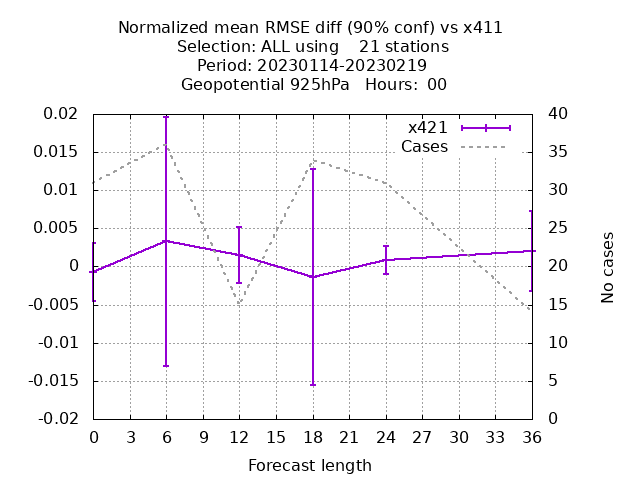 Normalized mean RMSE diff (90% conf) vs x411
Selection: ALL using    21 stations
Period: 20230114-20230219
Geopotential 925hPa   Hours:  00
0.02
0.015
0.01
0.005
0
-0.005
-0.01
-0.015
-0.02
x421
Cases
40
35
30
25
20
15
10
5
0
No cases
0 3 6 9 12 15 18 21 24 27 30 33 36
Forecast length